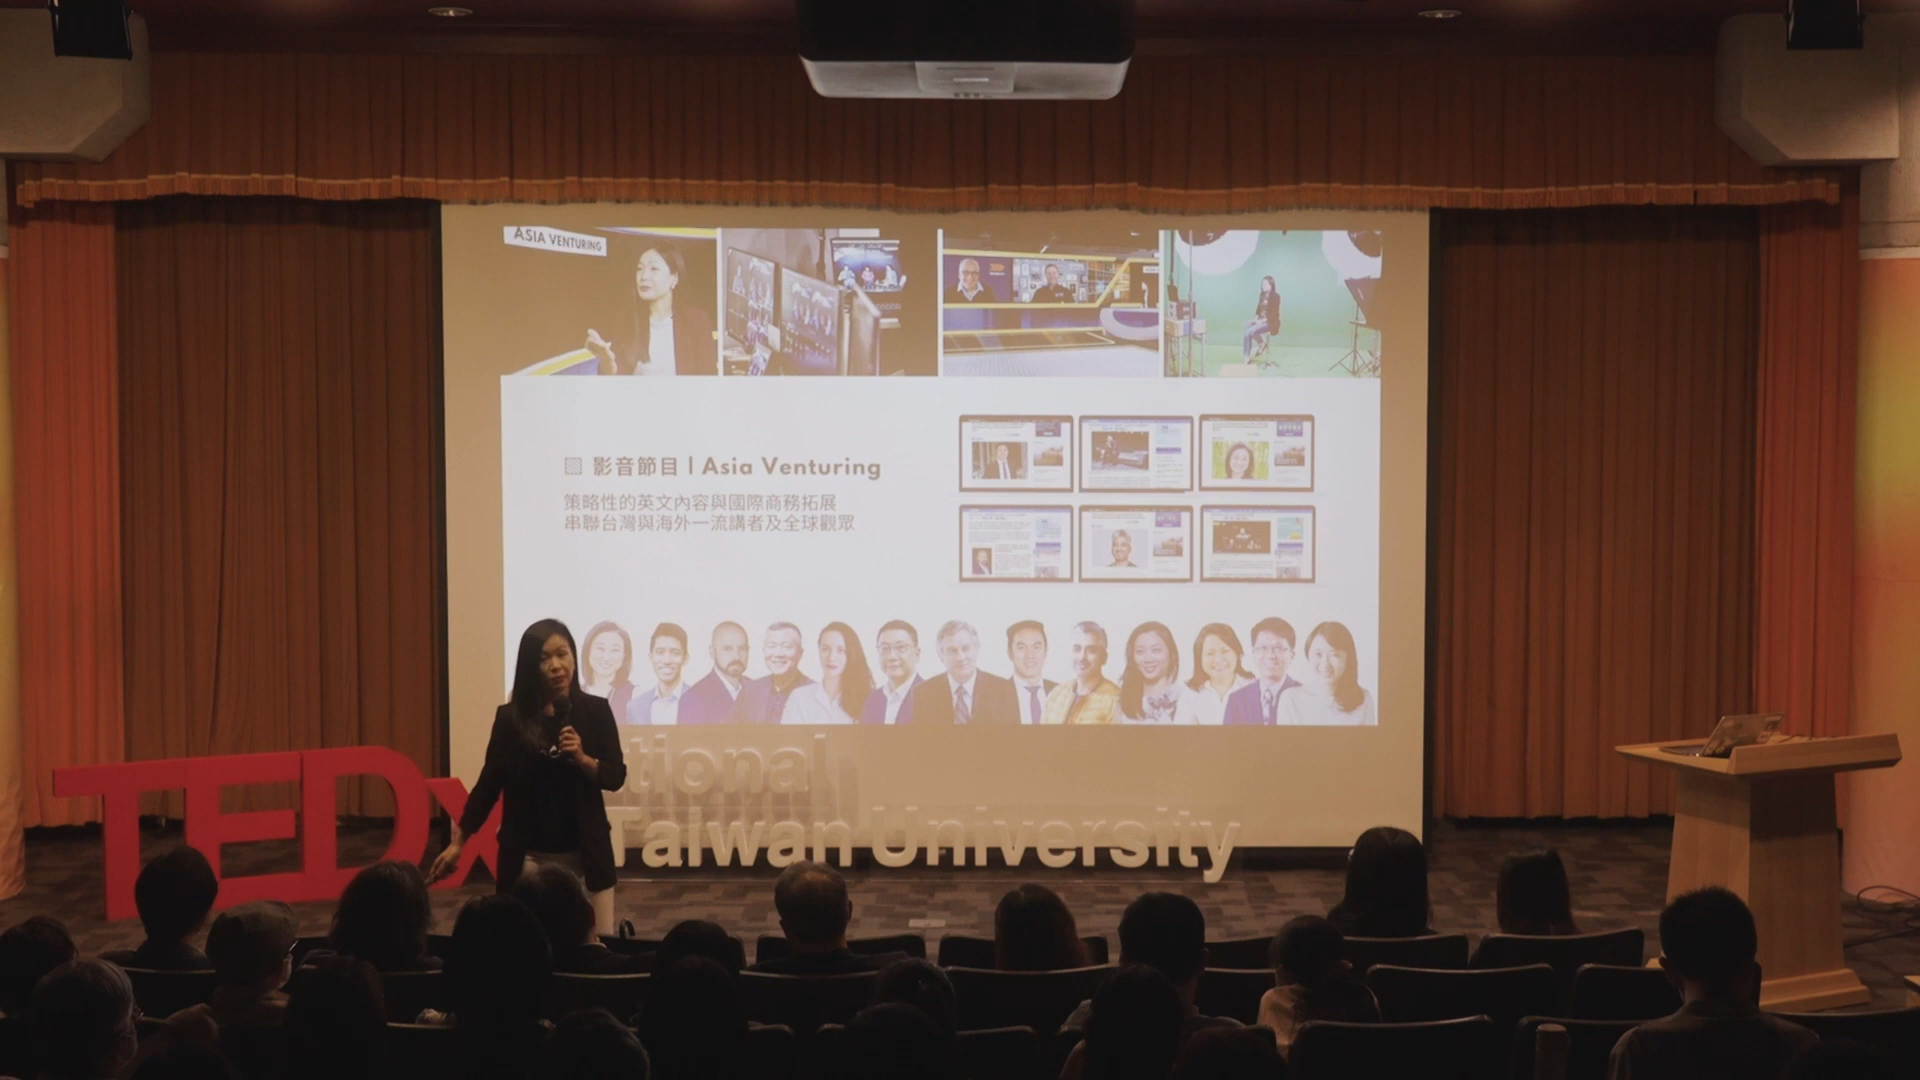 ASIA VENTURING
影音節目 | Asia Venturing
策略性的英文內容與國際商務拓展
串聯台灣與海外一流講者及全球觀眾
TEDx
tional
Taiwan University